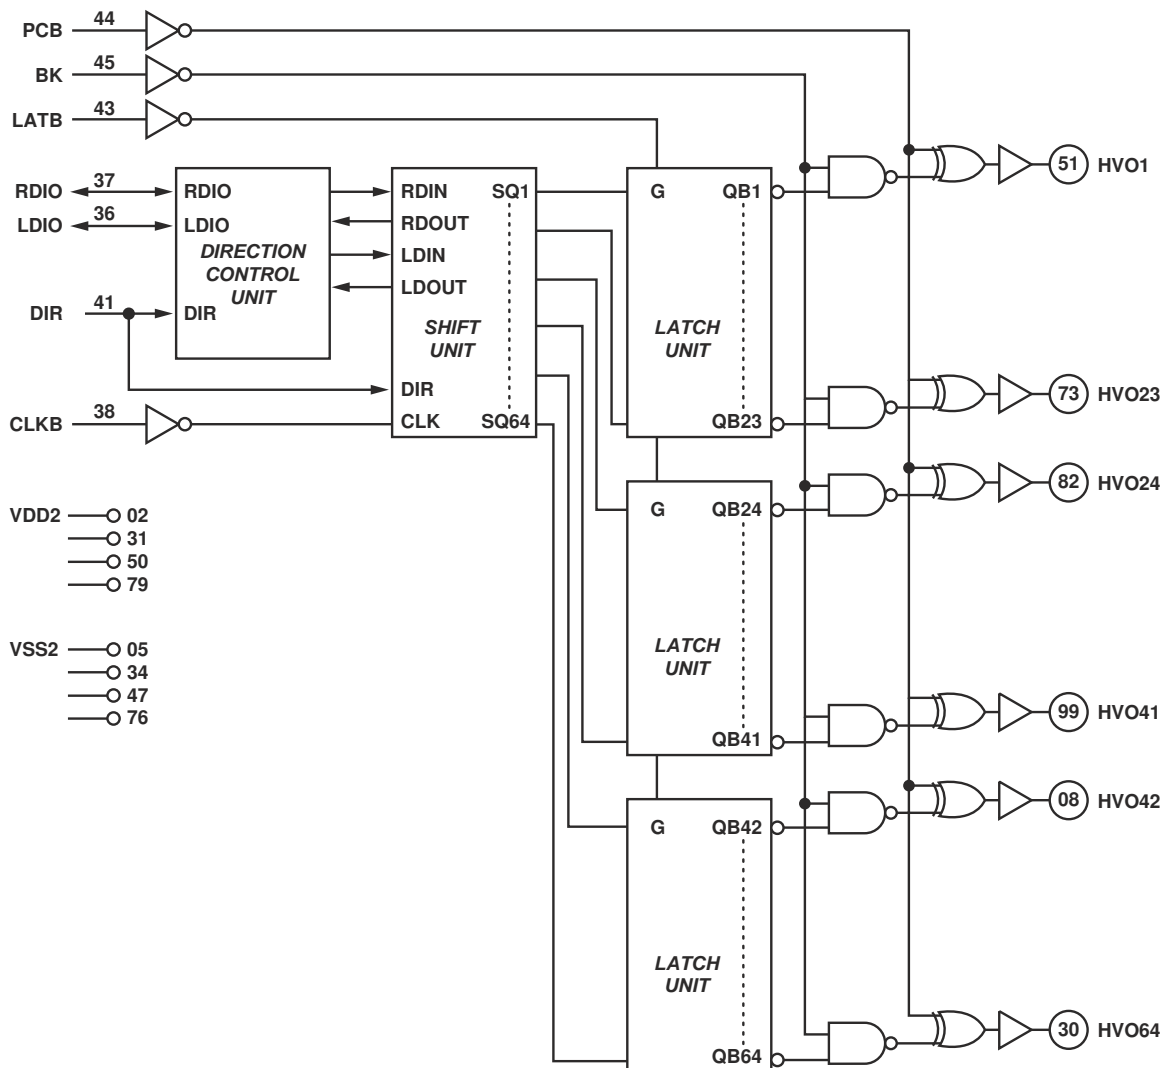 PCB 44
BK 45
LATB 43
RDIO 37
LDIO 36
DIR 41
CLKB 38
RDIO
LDIO
DIRECTION
CONTROL
UNIT
DIR
RDIN SQ1
RDOUT
LDIN
LDOUT
SHIFT
UNIT
DIR
CLK SQ64
G QB1
LATCH
UNIT
QB23
G QB24
LATCH
UNIT
QB41
G QB42
LATCH
UNIT
QB64
51 HVO1
73 HVO23
82 HVO24
99 HVO41
08 HVO42
30 HVO64
VDD2 02
31
50
79
VSS2 05
34
47
76